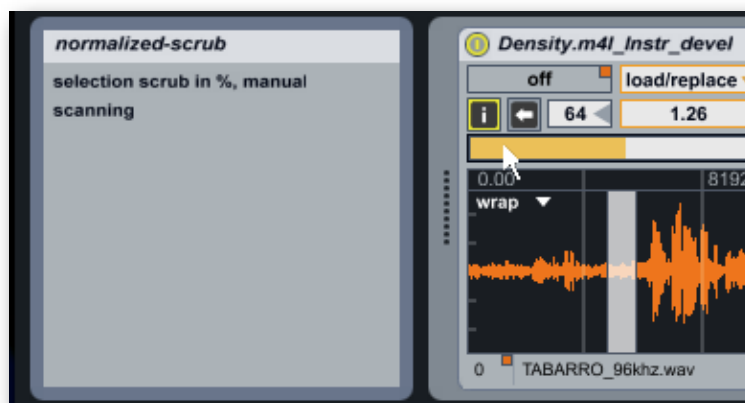 normalized-scrub
selection scrub in %, manual
scanning
Density.m4l_Instr_devel
off
load/replace
i
64
1.26
0.00
8192
wrap
0
TABARRO_96khz.wav